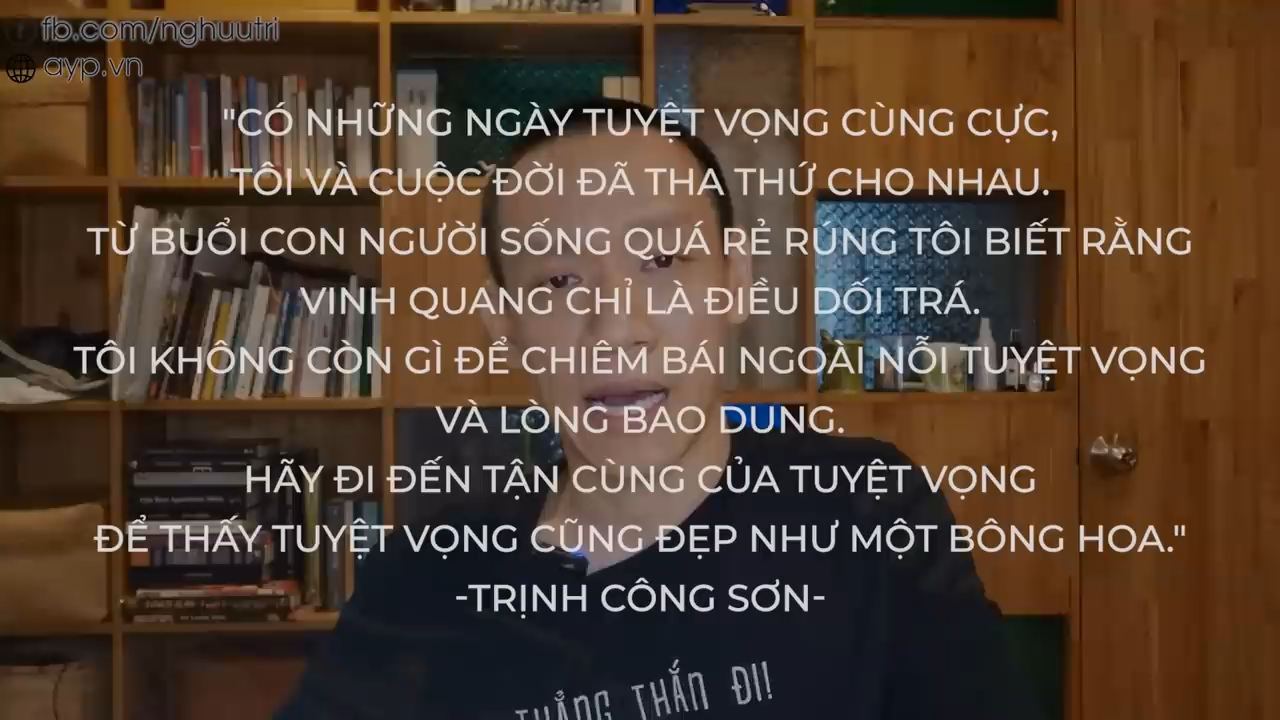 fb.com/nghuutri
ayp.vn
"CÓ NHỮNG NGÀY TUYỆT VỌNG CÙNG CỰC,
TÔI VÀ CUỘC ĐỜI ĐÃ THA THỨ CHO NHAU.
TỪ BUỔI CON NGƯỜI SỐNG QUÁ RẺ RÚNG TÔI BIẾT RẰNG
VINH QUANG CHỈ LÀ ĐIỀU DỐI TRÁ.
TÔI KHÔNG CÒN GÌ ĐỂ CHIÊM BÁI NGOÀI NỖI TUYỆT VỌNG
VÀ LÒNG BAO DUNG.
HÃY ĐI ĐẾN TẬN CÙNG CỦA TUYỆT VỌNG
ĐỂ THẤY TUYỆT VỌNG CŨNG ĐẸP NHƯ MỘT BÔNG HOA."
-TRỊNH CÔNG SƠN-
THẲNG THẮN ĐI!